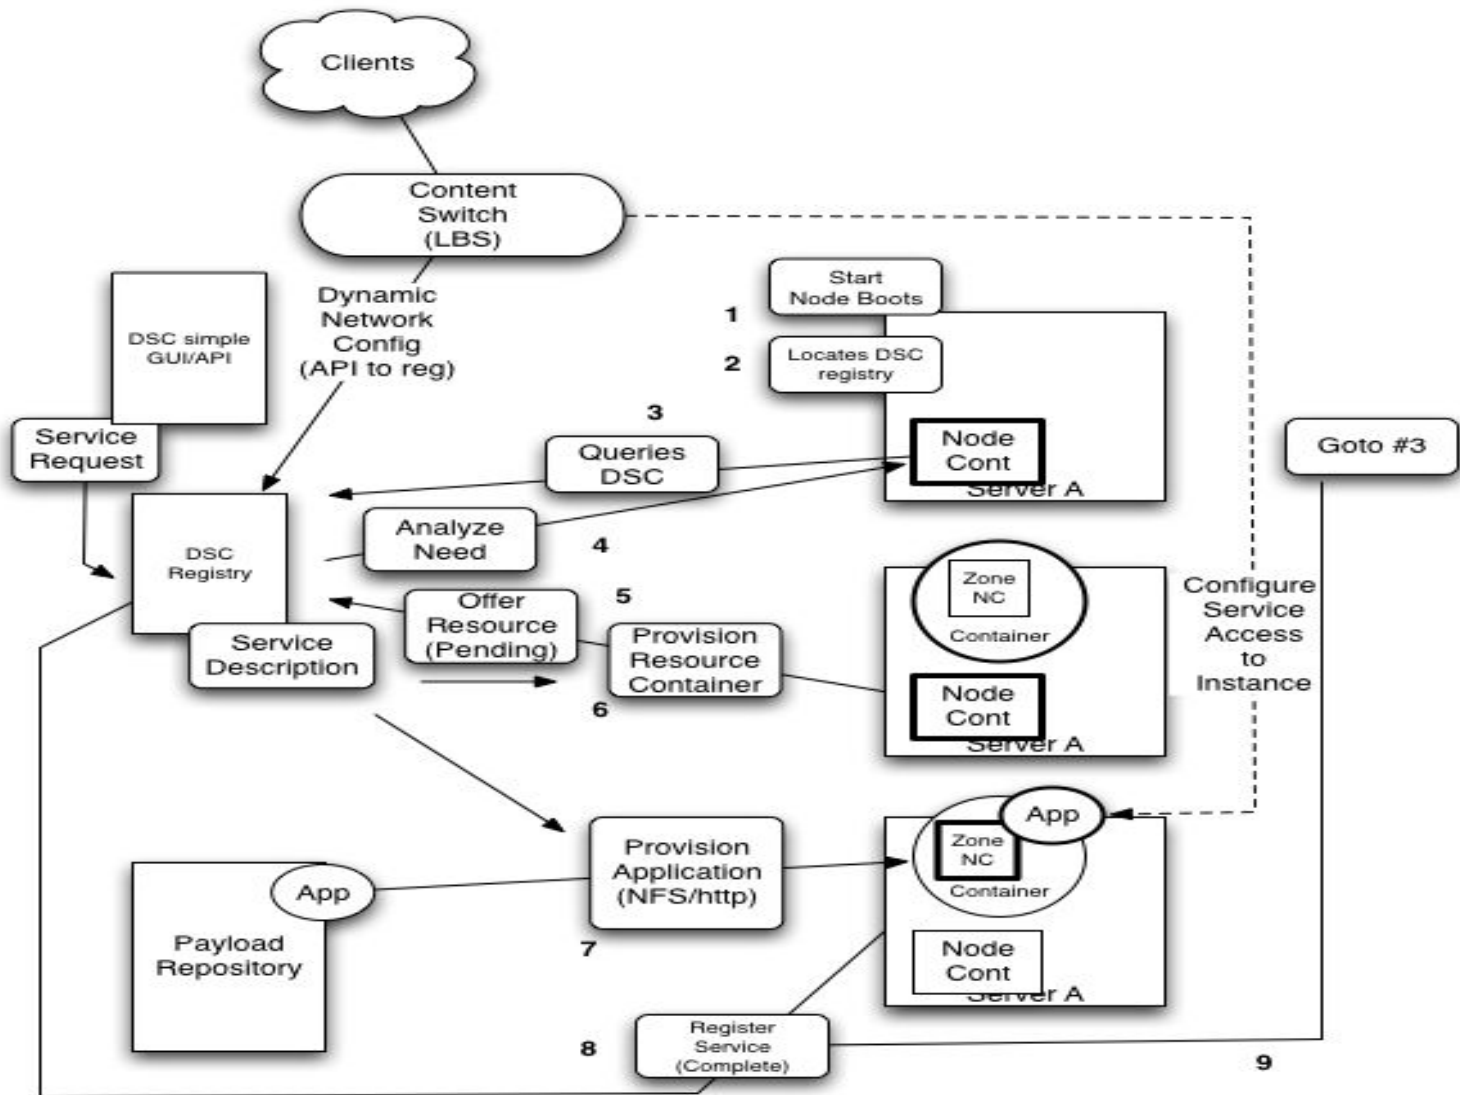 Clients
Content
Switch
(LBS)
Dynamic
Network
Config
(API to reg)
DSC simple
GUI/API
Service
Request
DSC
Registry
Service
Description
Start
Node Boots
1
2
Locates DSC
registry
3
Queries
DSC
Node
Cont
Server A
Goto #3
Analyze
Need
4
5
Offer
Resource
(Pending)
Provision
Resource
Container
6
Zone
NC
Container
Node
Cont
Server A
Configure
Service
Access
to
Instance
App
Payload
Repository
Provision
Application
(NFS/http)
7
App
Zone
NC
Container
Node
Cont
Server A
8
Register
Service
(Complete)
9